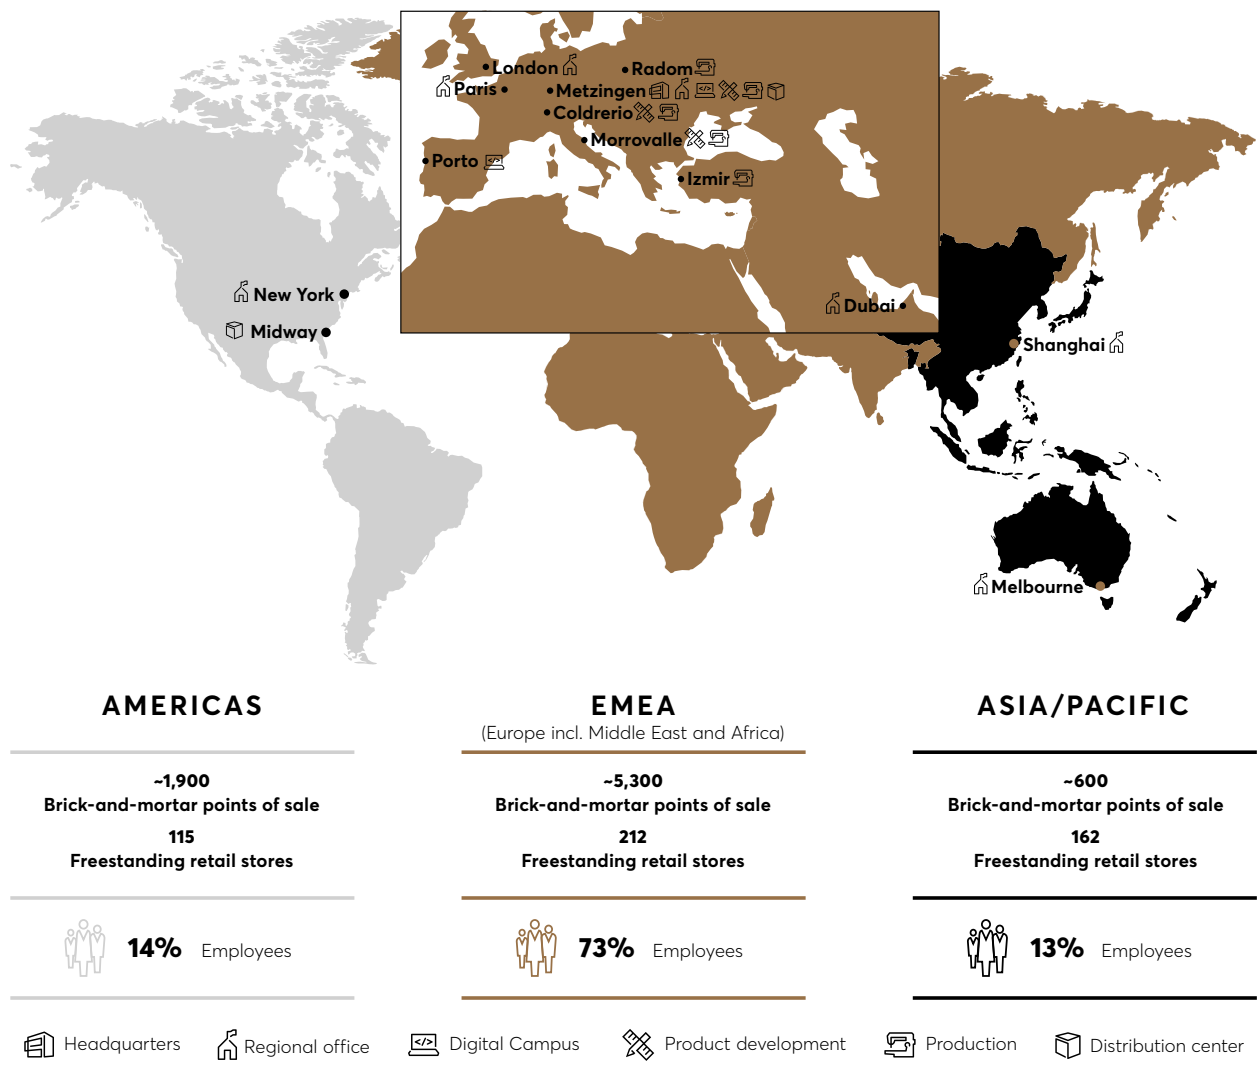 London
Radom
Paris
Metzingen
Coldrerio
Morrovalle
Porto
Izmir
New York
Dubai
Midway
Shanghai
Melbourne
AMERICAS
~1,900
Brick-and-mortar points of sale
115
Freestanding retail stores
14% Employees
EMEA
(Europe incl. Middle East and Africa)
~5,300
Brick-and-mortar points of sale
212
Freestanding retail stores
73% Employees
ASIA/PACIFIC
~600
Brick-and-mortar points of sale
162
Freestanding retail stores
13% Employees
Headquarters
Regional office
Digital Campus
Product development
Production
Distribution center